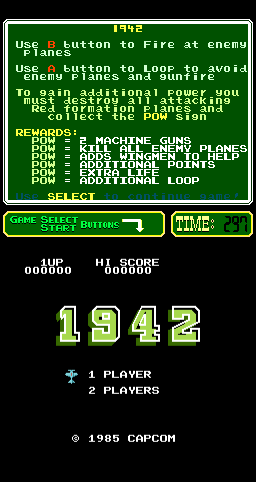 1942
Use B button to Fire at enemy
planes
Use A button to Loop to avoid
enemy planes and gunfire
To gain additional power you
must destroy all attacking
Red formation planes and
collect the POW sign
REWARDS:
POW = 2 MACHINE GUNS
POW = KILL ALL ENEMY PLANES
POW = ADDS WINGMEN TO HELP
POW = ADDITIONAL POINTS
POW = EXTRA LIFE
POW = ADDITIONAL LOOP
SELECT
GAME SELECT
START BUTTONS
TIME: 297
1UP HI SCORE
000000 000000
1942
1 PLAYER
2 PLAYERS
© 1985 CAPCOM